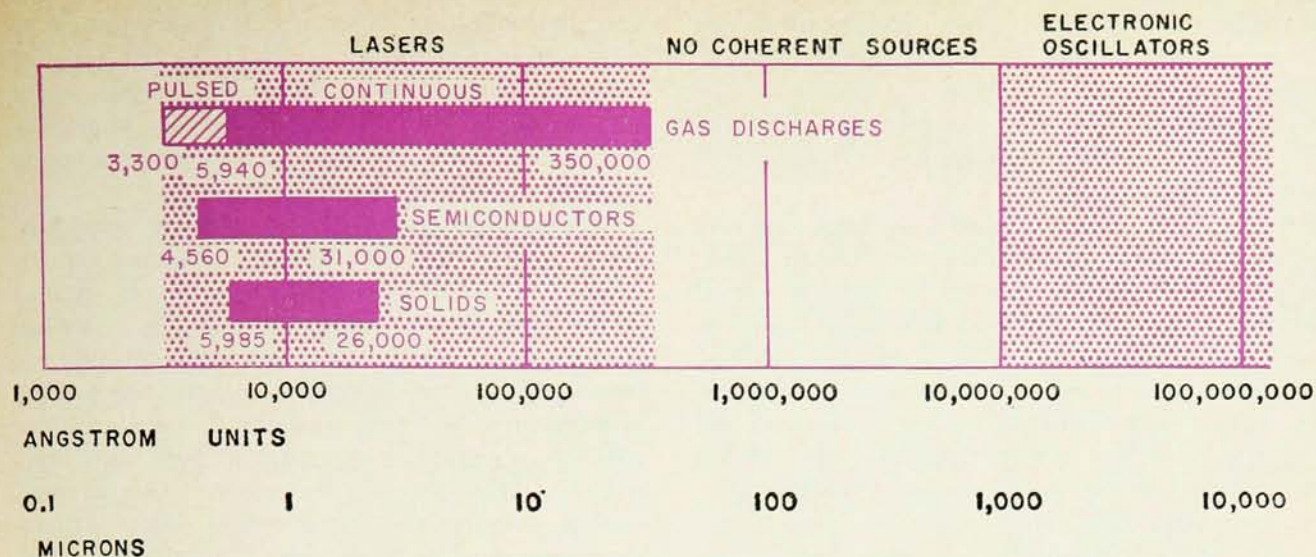 LASERS
NO COHERENT SOURCES
ELECTRONIC
OSCILLATORS
PULSED
CONTINUOUS
GAS DISCHARGES
3,300
5,940
350,000
SEMICONDUCTORS
4,560
31,000
SOLIDS
5,985
26,000
1,000
10,000
100,000
1,000,000
10,000,000
100,000,000
ANGSTROM UNITS
0.1
1
10
100
1,000
10,000
MICRONS